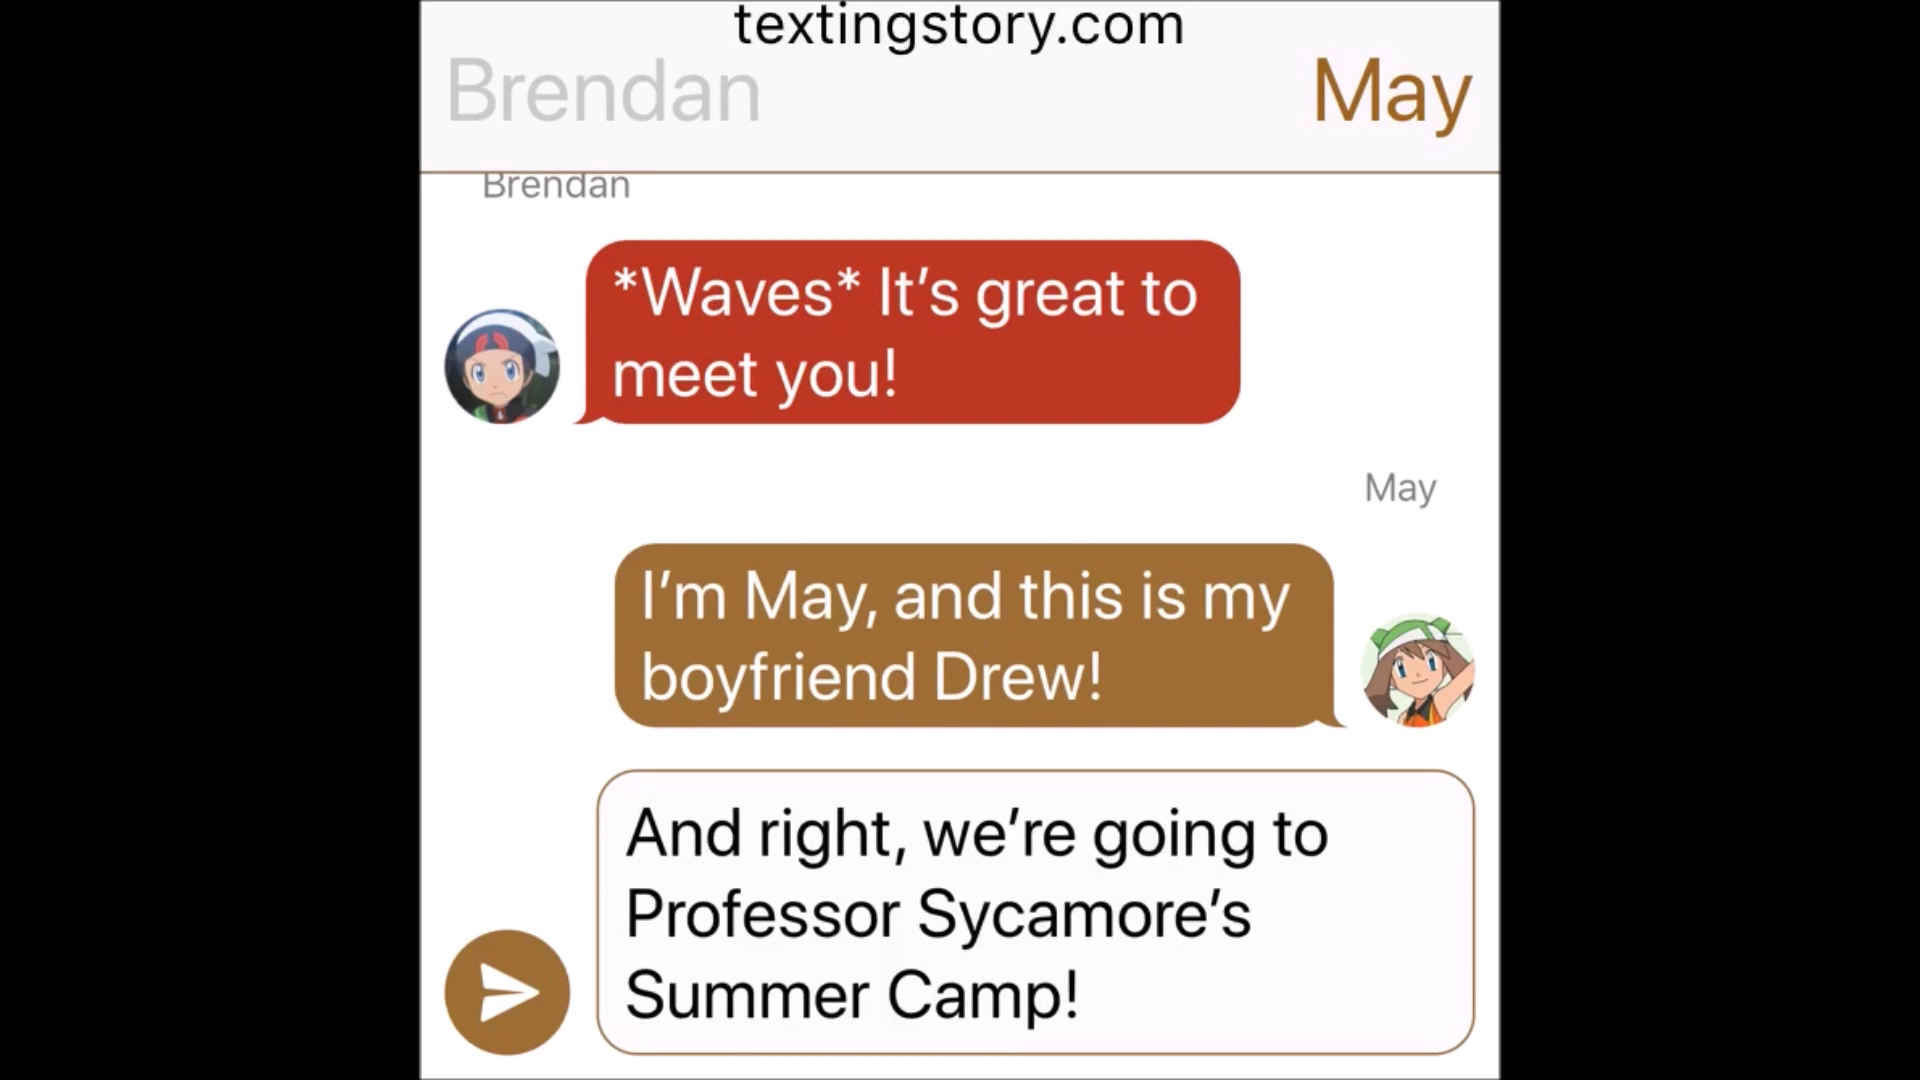 textingstory.com
Brendan May
Brendan
*Waves* It’s great to
meet you!
May
I’m May, and this is my
boyfriend Drew!
And right, we’re going to
Professor Sycamore’s
Summer Camp!